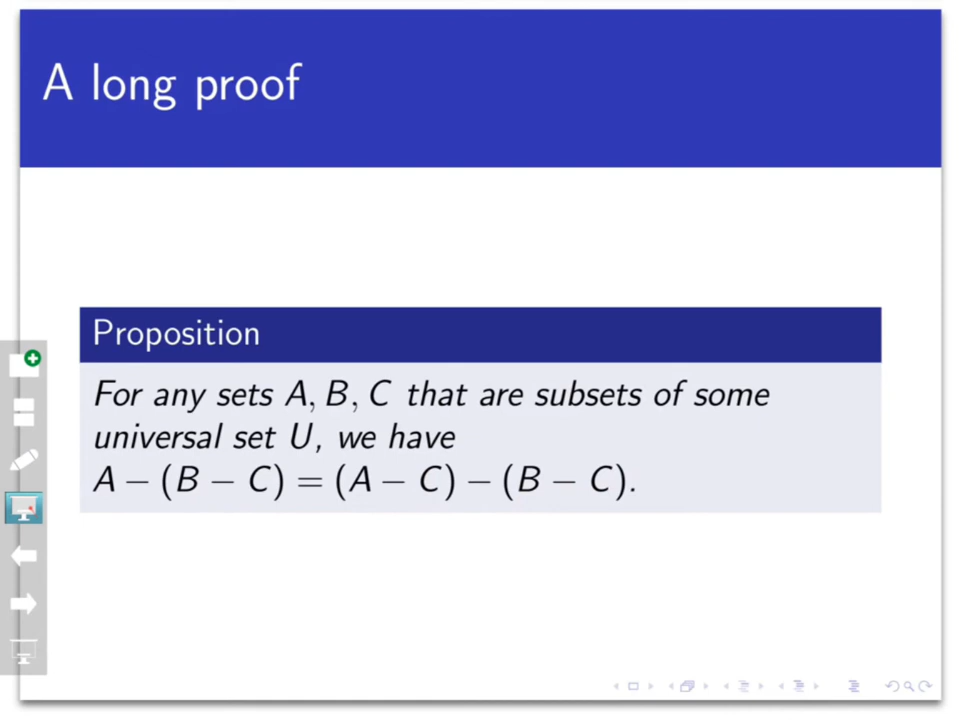 A long proof
Proposition
For any sets A, B, C that are subsets of some
universal set U, we have
A − (B − C) = (A − C) − (B − C).